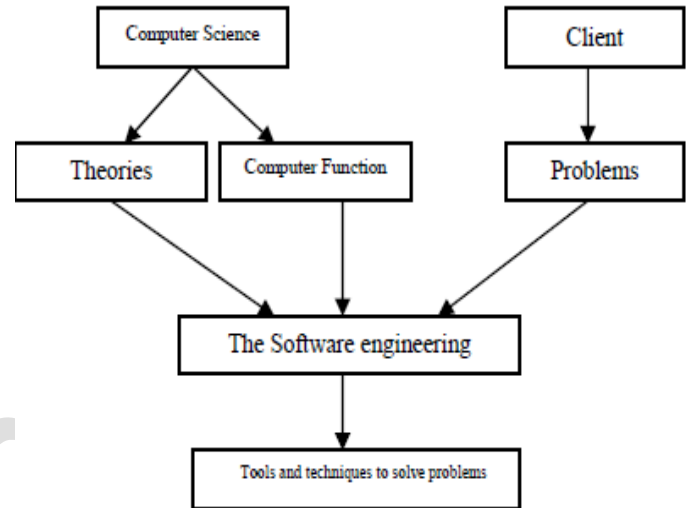 Computer Science
Client
Theories
Computer Function
Problems
The Software engineering
Tools and techniques to solve problems